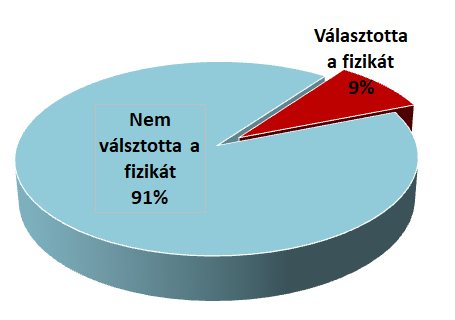 Választotta
a fizikát
9%
Nem
válsztotta a
fizikát
91%